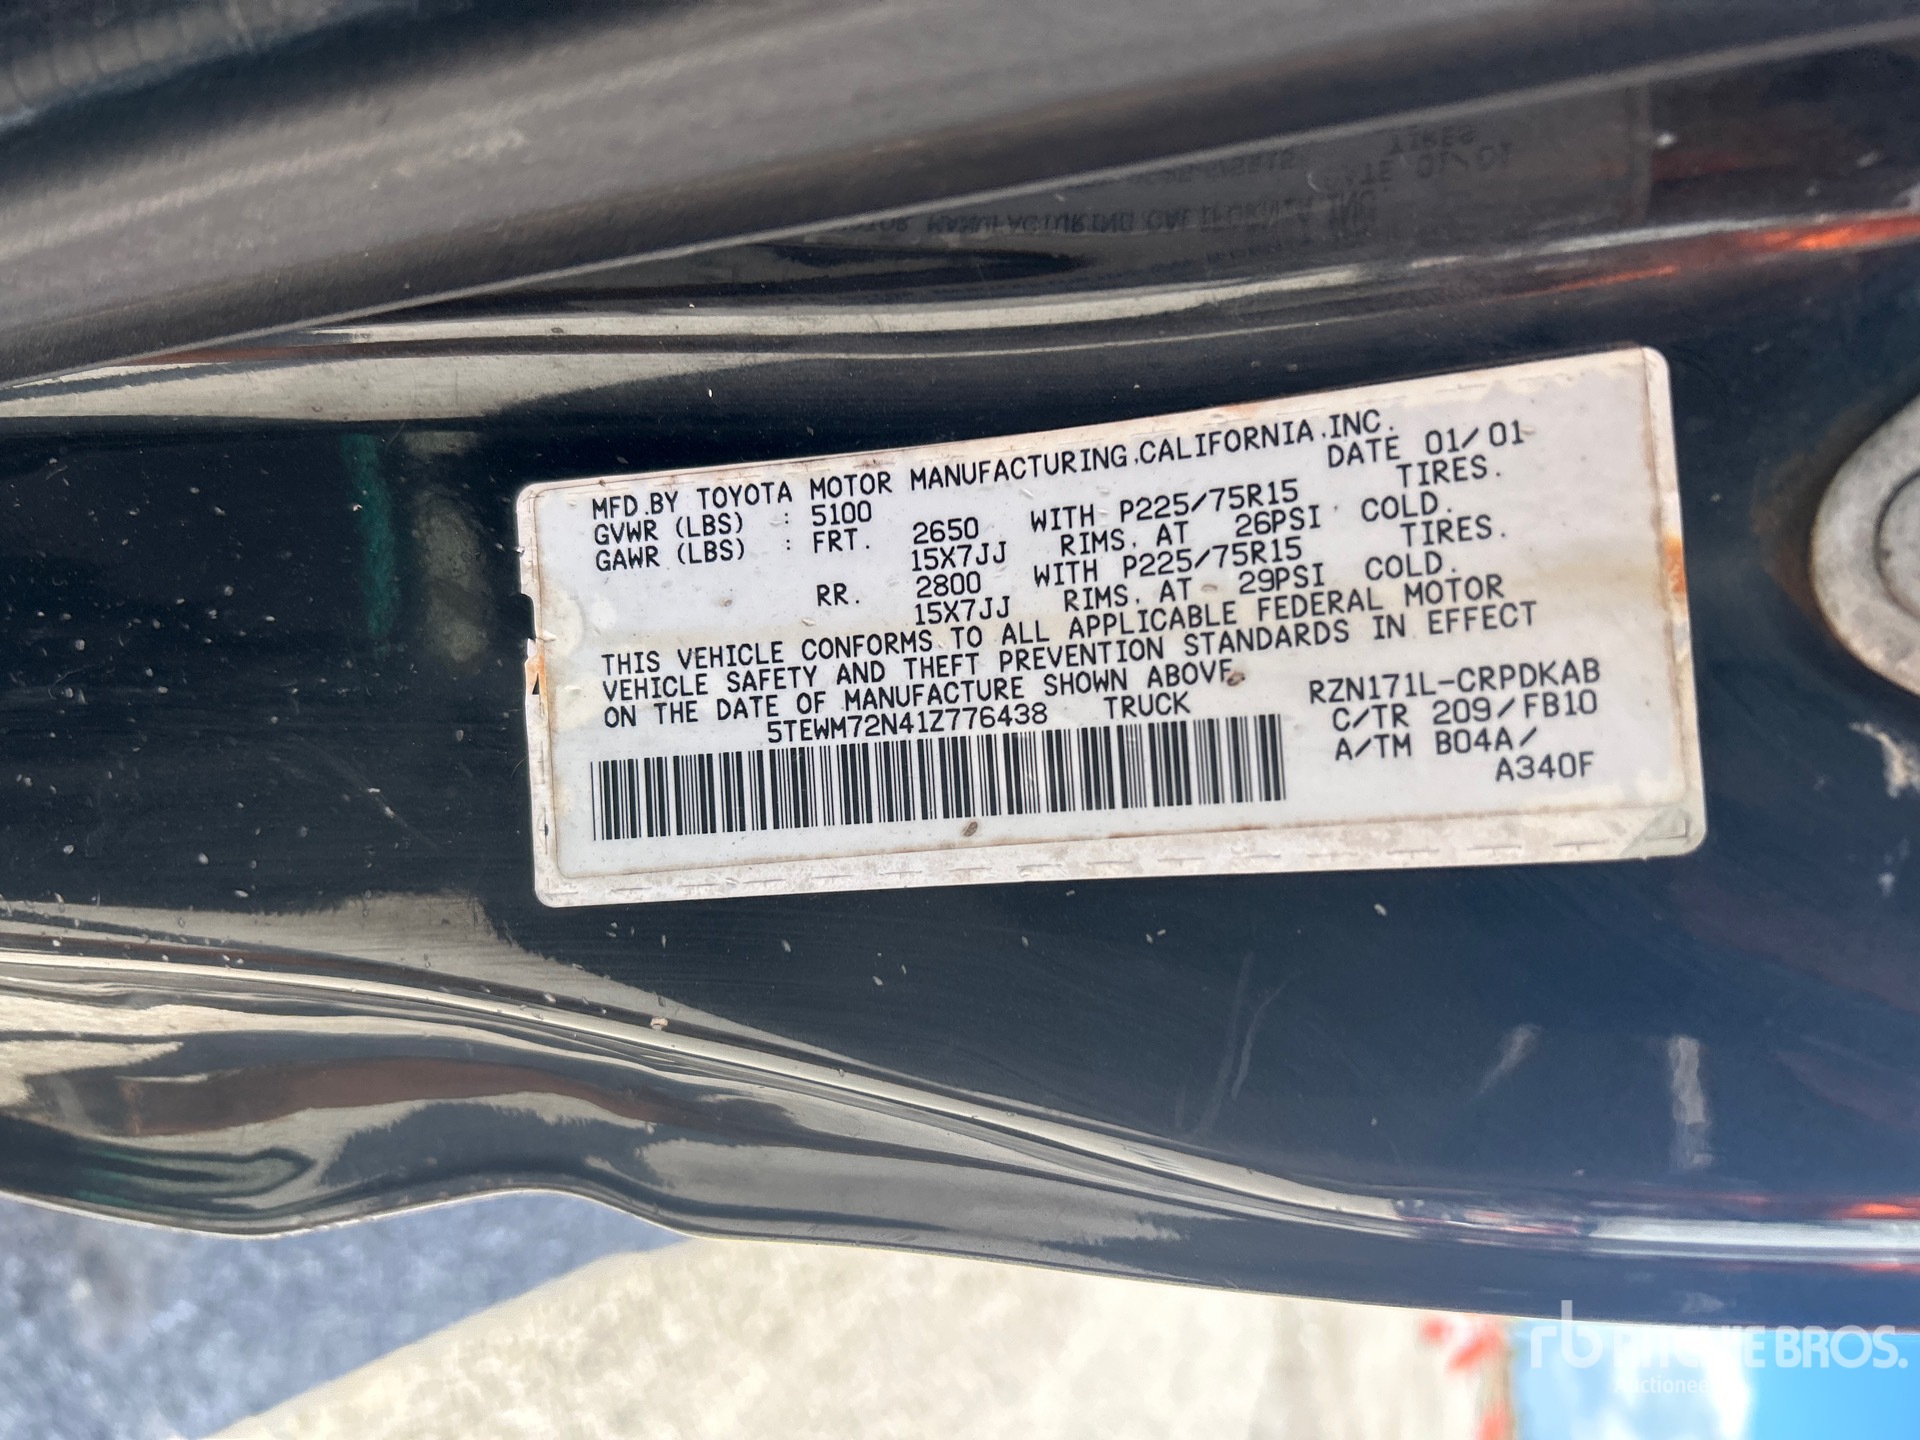 MFD.BY TOYOTA MOTOR MANUFACTURING,CALIFORNIA,INC.
DATE 01/01
GVWR (LBS) : 5100
GAWR (LBS) : FRT. 2650 WITH P225/75R15 TIRES.
15X7JJ RIMS. AT 26PSI COLD.
RR. 2800 WITH P225/75R15 TIRES.
15X7JJ RIMS. AT 29PSI COLD.
THIS VEHICLE CONFORMS TO ALL APPLICABLE FEDERAL MOTOR
VEHICLE SAFETY AND THEFT PREVENTION STANDARDS IN EFFECT
ON THE DATE OF MANUFACTURE SHOWN ABOVE.
5TEWM72N41Z776438 TRUCK
RZN171L-CRPDKAB
C/TR 209/FB10
A/TM B04A/
A340F
rb RITCHIE BROS.